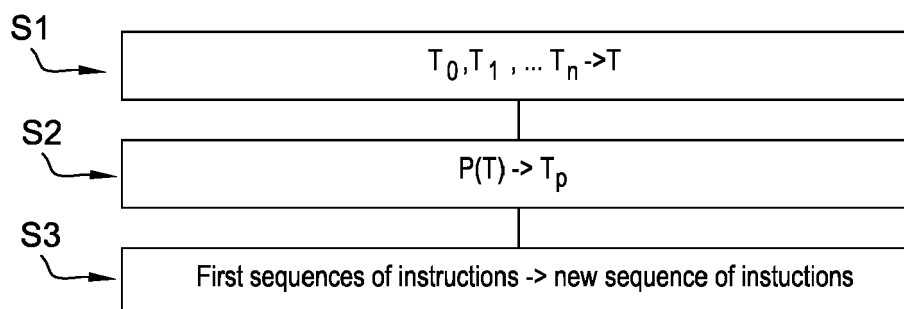 S1
T₀,T₁ , ... Tₙ ->T
S2
P(T) -> Tₚ
S3
First sequences of instructions -> new sequence of instuctions